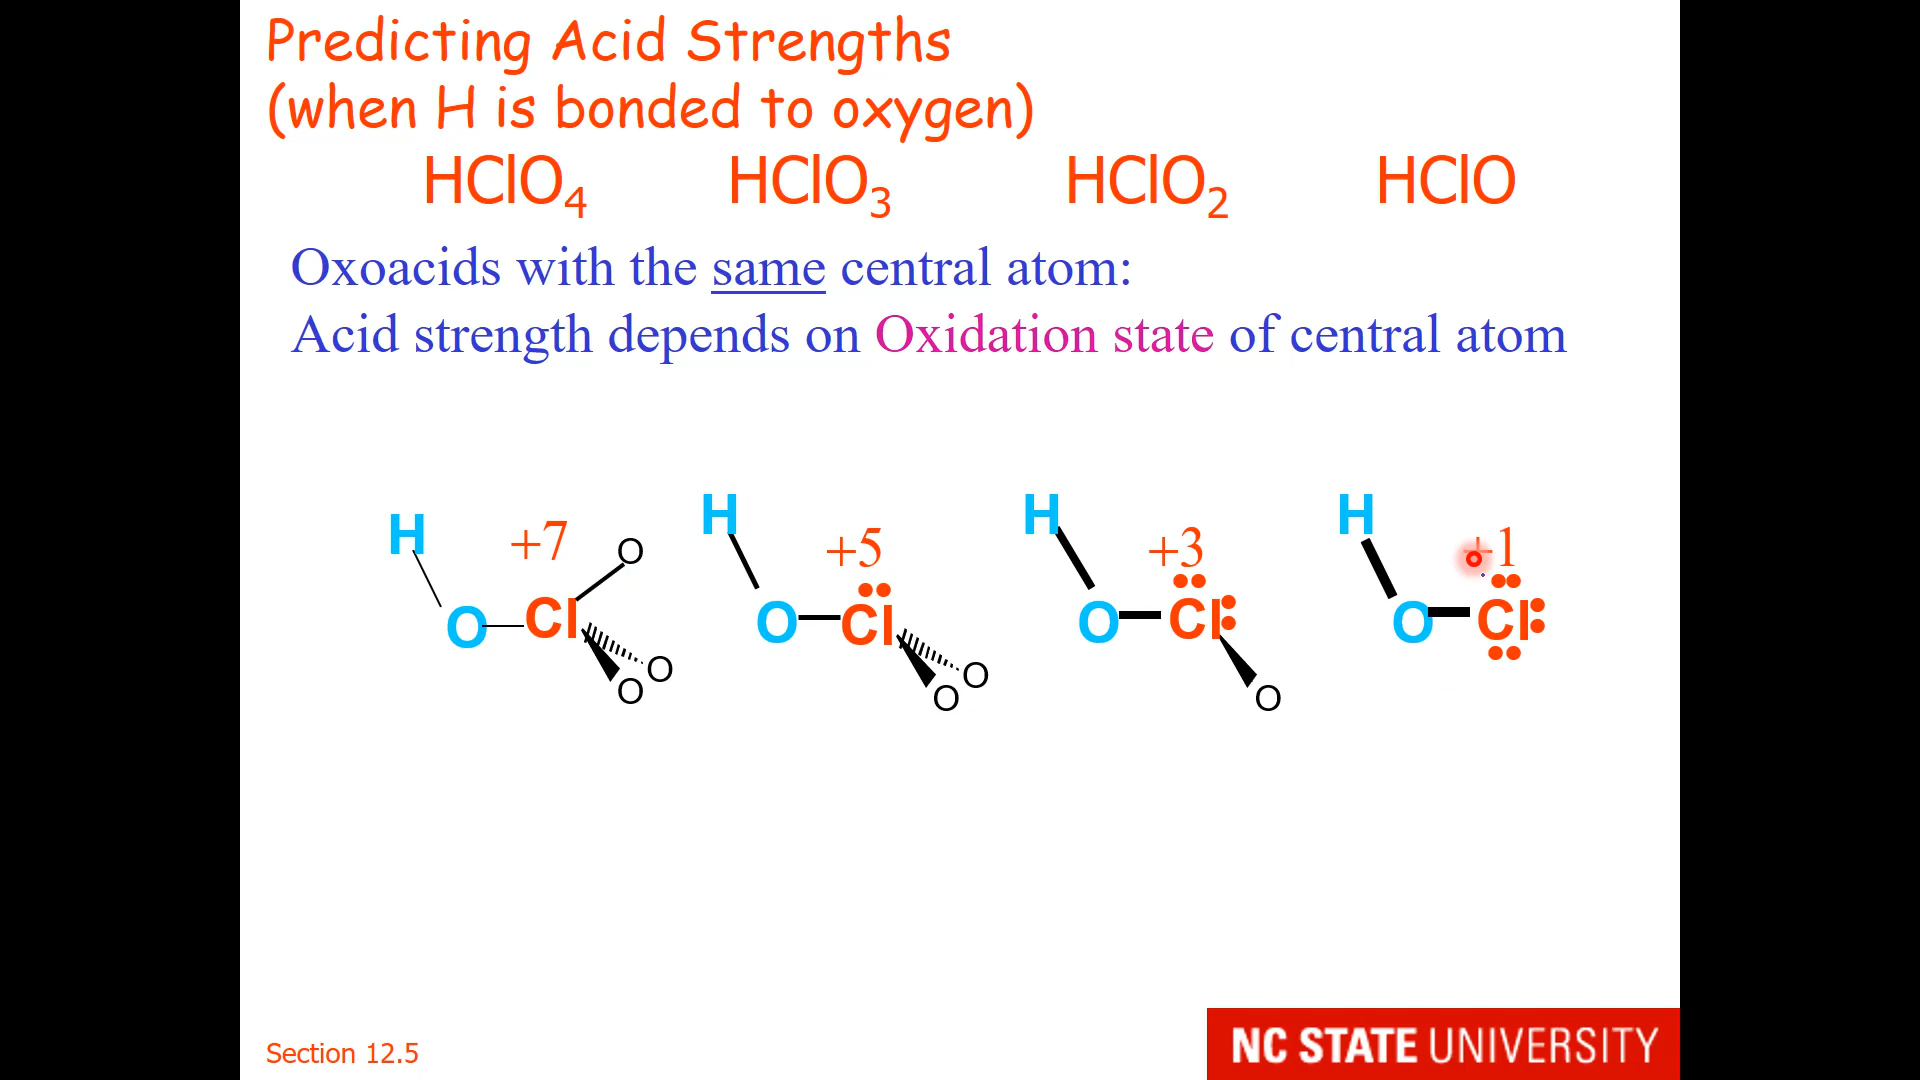 Predicting Acid Strengths
(when H is bonded to oxygen)
HClO₄ HClO₃ HClO₂ HClO
Oxoacids with the same central atom:
Acid strength depends on Oxidation state of central atom
H +7 O
O Cl
O
O
H +5
O Cl
O
O
H +3
O Cl
O
H +1
O Cl
Section 12.5
NC STATE UNIVERSITY